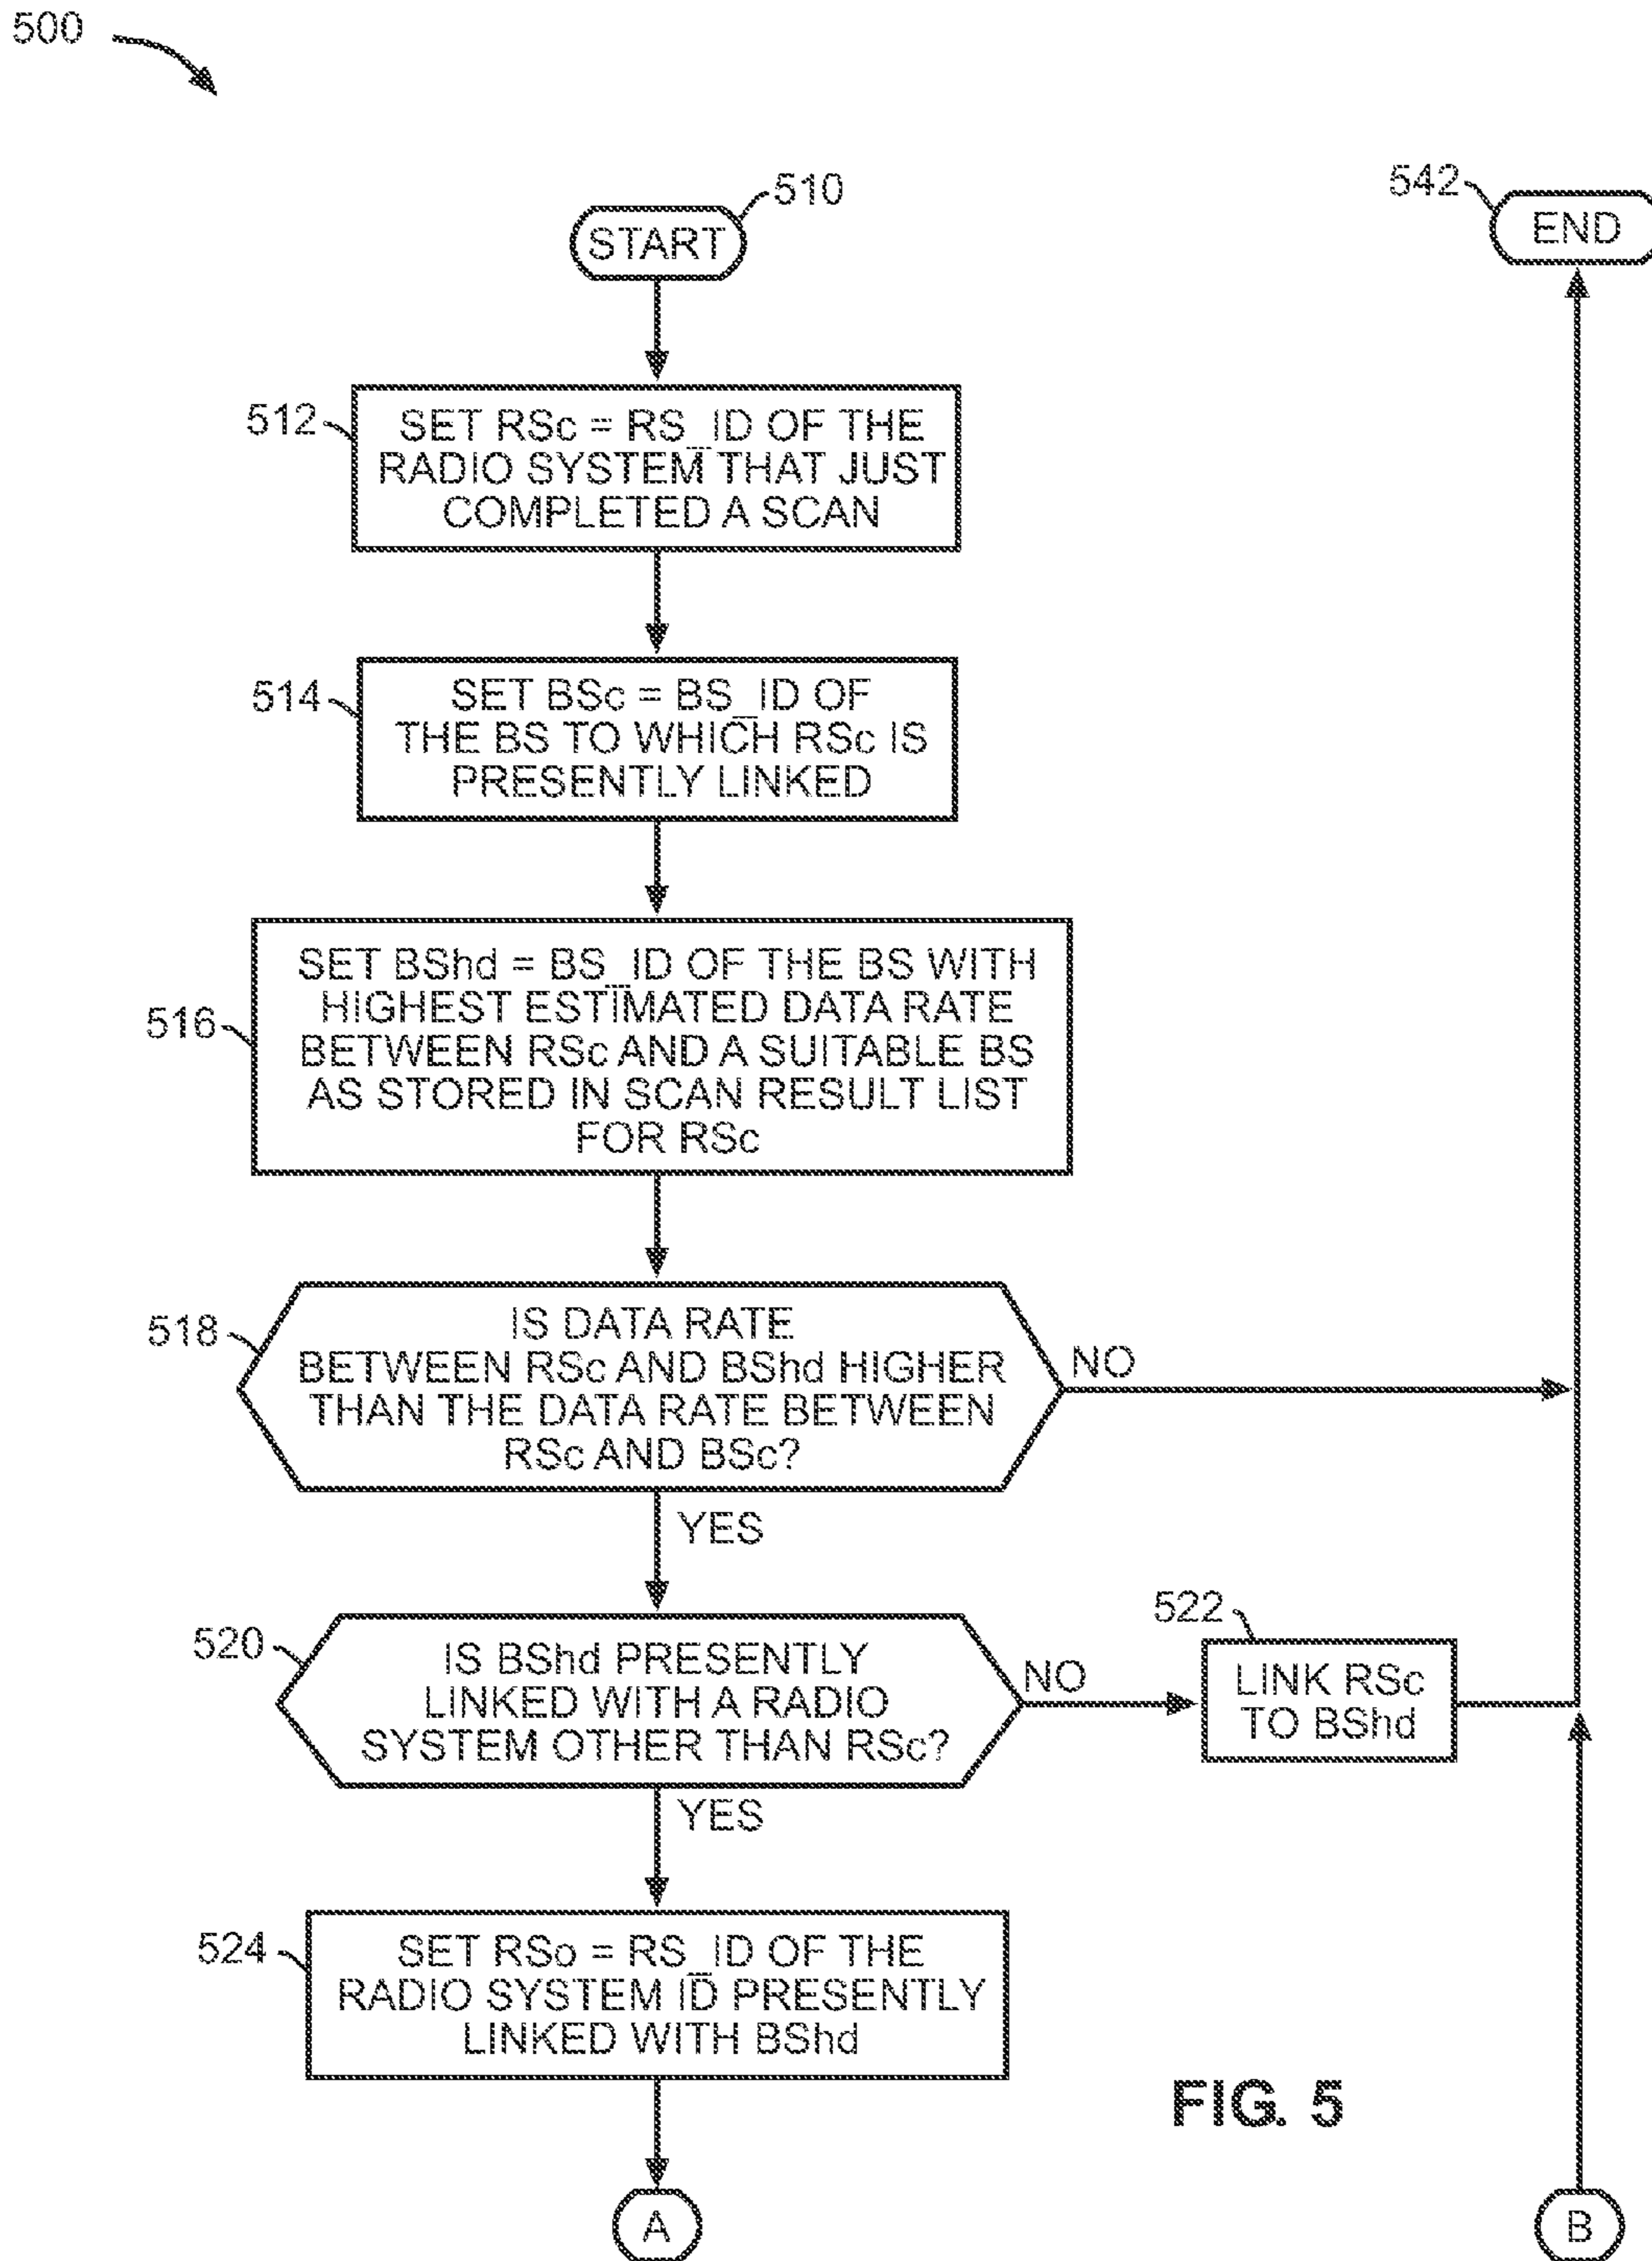 500
510
START
542
END
512
SET RSc = RS_ID OF THE
RADIO SYSTEM THAT JUST
COMPLETED A SCAN
514
SET BSc = BS_ID OF
THE BS TO WHICH RSc IS
PRESENTLY LINKED
516
SET BShd = BS_ID OF THE BS WITH
HIGHEST ESTIMATED DATA RATE
BETWEEN RSc AND A SUITABLE BS
AS STORED IN SCAN RESULT LIST
FOR RSc
518
IS DATA RATE
BETWEEN RSc AND BShd HIGHER
THAN THE DATA RATE BETWEEN
RSc AND BSc?
NO
YES
520
IS BShd PRESENTLY
LINKED WITH A RADIO
SYSTEM OTHER THAN RSc?
NO
522
LINK RSc
TO BShd
YES
524
SET RSo = RS_ID OF THE
RADIO SYSTEM ID PRESENTLY
LINKED WITH BShd
FIG. 5
A
B